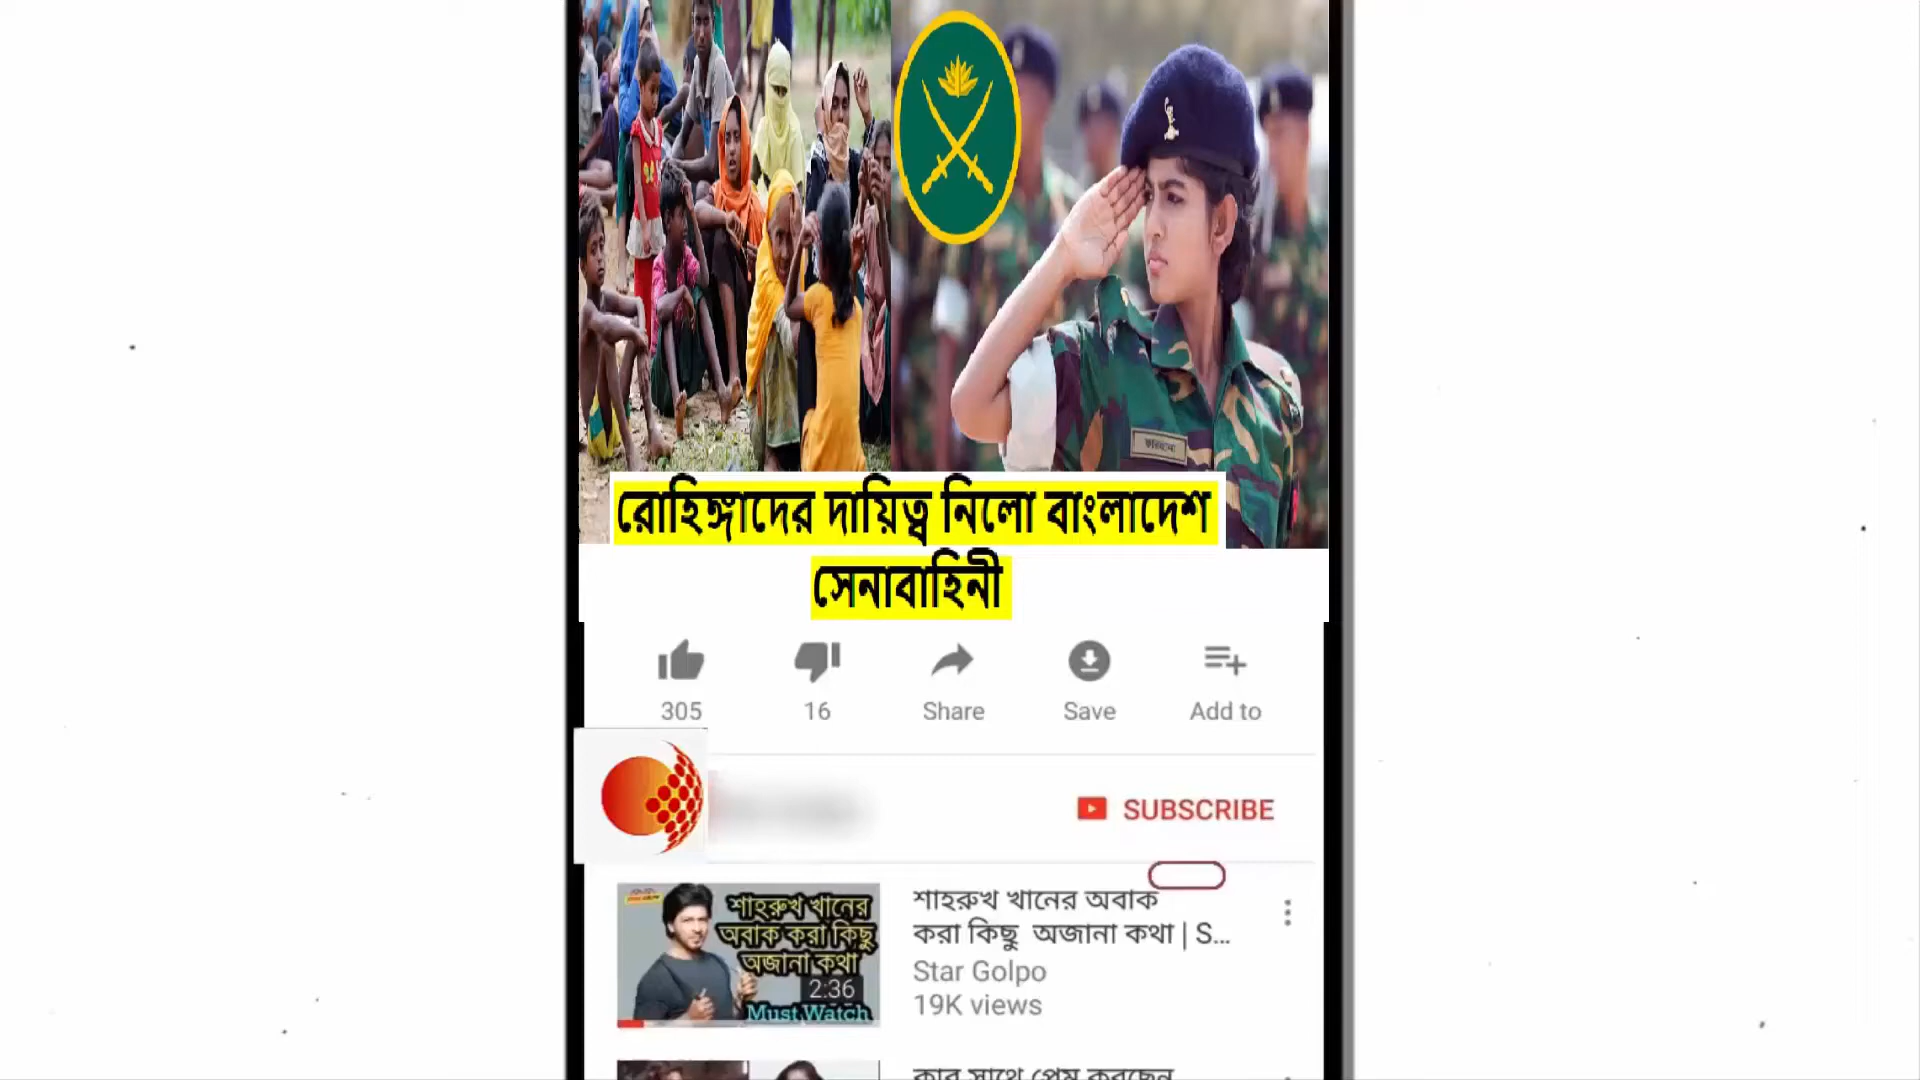 রোহিঙ্গাদের দায়িত্ব নিলো বাংলাদেশ
সেনাবাহিনী
305
16
Share
Save
Add to
SUBSCRIBE
শাহরুখ খানের
অবাক করা কিছু
অজানা কথা
2:36
Must Watch
শাহরুখ খানের অবাক
করা কিছু অজানা কথা | S...
Star Golpo
19K views
কার সাথে প্রেম করছেন